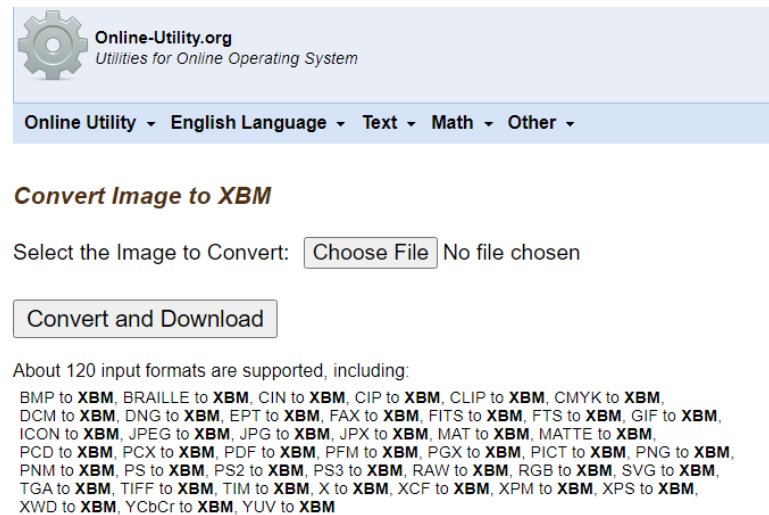 Online-Utility.org
Utilities for Online Operating System
Online Utility English Language Text Math Other
Convert Image to XBM
Select the Image to Convert: Choose File No file chosen
Convert and Download
About 120 input formats are supported, including:
BMP to XBM, BRAILLE to XBM, CIN to XBM, CIP to XBM, CLIP to XBM, CMYK to XBM,
DCM to XBM, DNG to XBM, EPT to XBM, FAX to XBM, FITS to XBM, FTS to XBM, GIF to XBM,
ICON to XBM, JPEG to XBM, JPG to XBM, JPX to XBM, MAT to XBM, MATTE to XBM,
PCD to XBM, PCX to XBM, PDF to XBM, PFM to XBM, PGX to XBM, PICT to XBM, PNG to XBM,
PNM to XBM, PS to XBM, PS2 to XBM, PS3 to XBM, RAW to XBM, RGB to XBM, SVG to XBM,
TGA to XBM, TIFF to XBM, TIM to XBM, X to XBM, XCF to XBM, XPM to XBM, XPS to XBM,
XWD to XBM, YCbCr to XBM, YUV to XBM